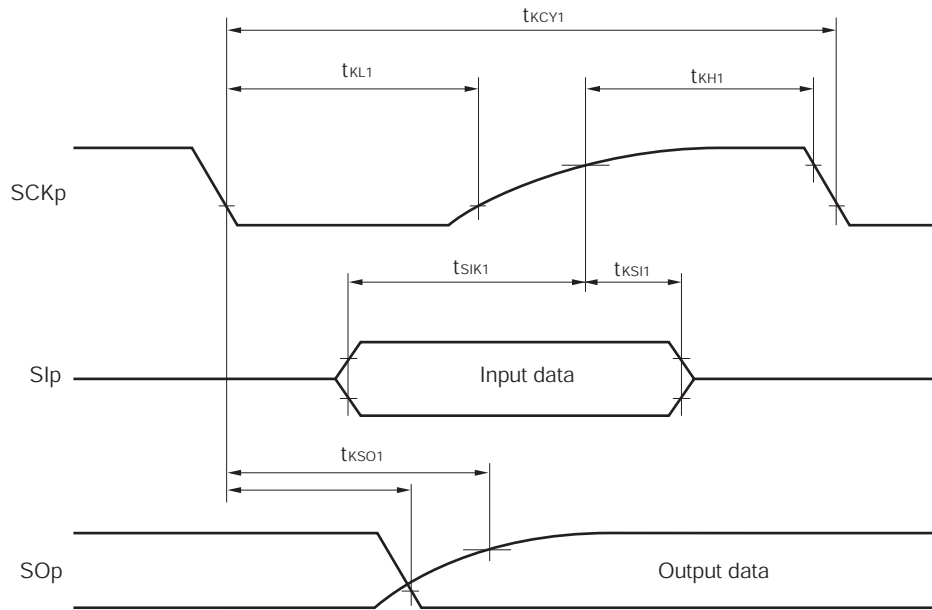 tKCY1
tKL1
tKH1
SCKp
tSIK1
tKSI1
SIp
Input data
tKSO1
SOp
Output data